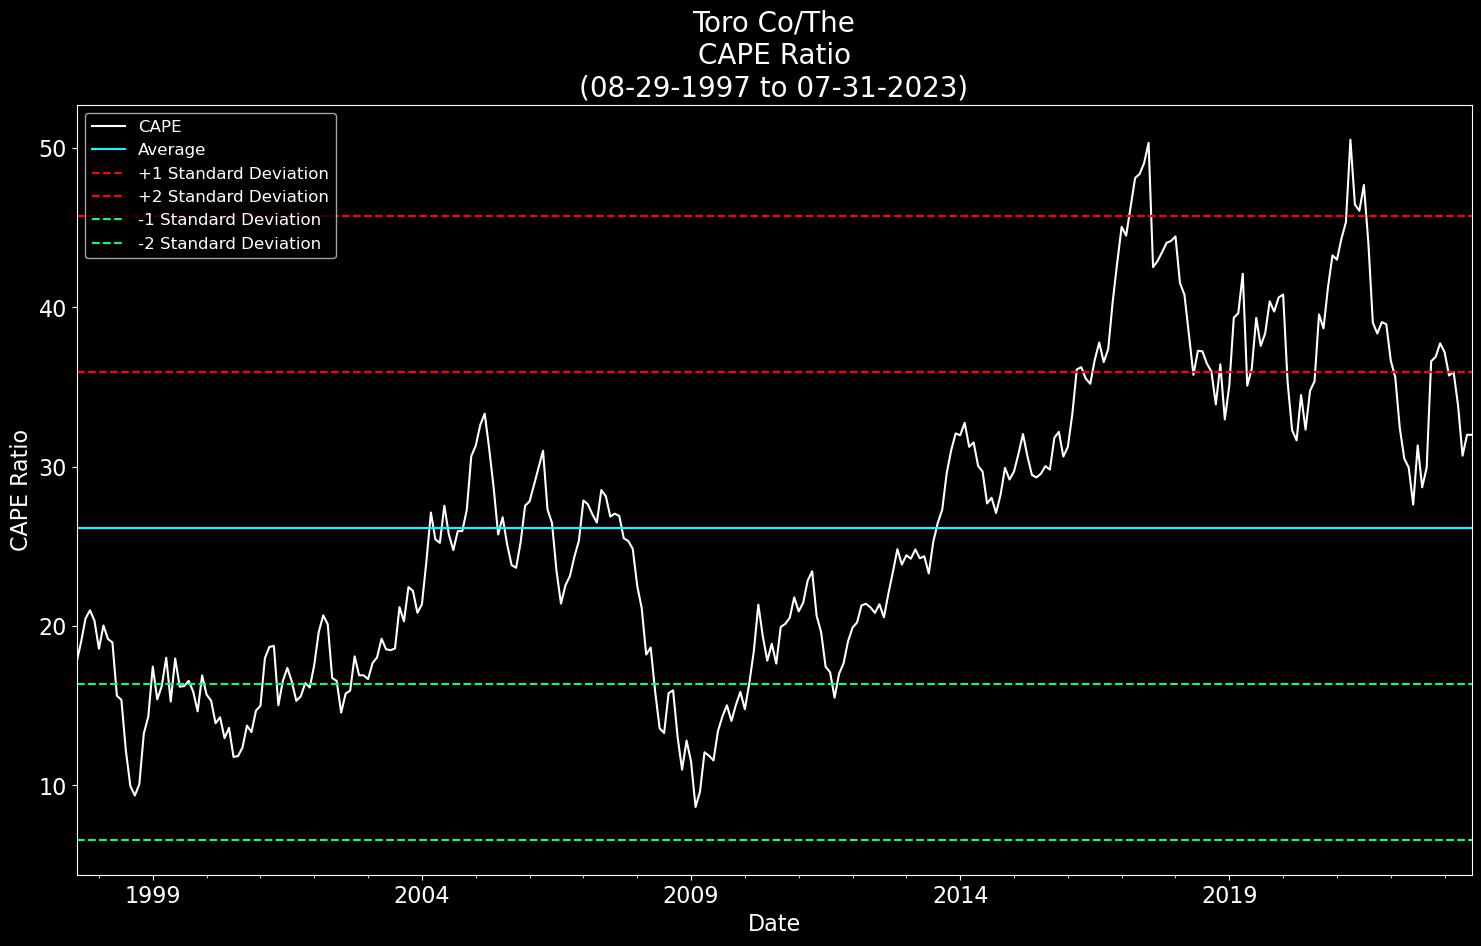 Toro Co/The
CAPE Ratio
(08-29-1997 to 07-31-2023)
CAPE
Average
+1 Standard Deviation
+2 Standard Deviation
-1 Standard Deviation
-2 Standard Deviation
50
40
30
20
10
CAPE Ratio
1999
2004
2009
2014
2019
Date